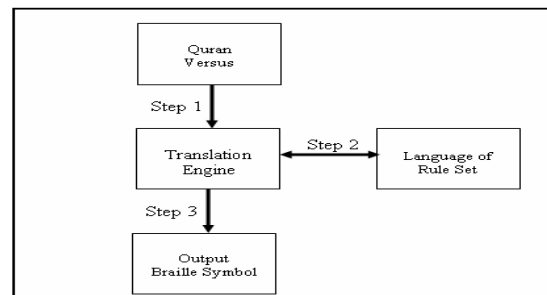 Quran
Versus
Step 1
Translation
Engine
Step 2
Language of
Rule Set
Step 3
Output
Braille Symbol